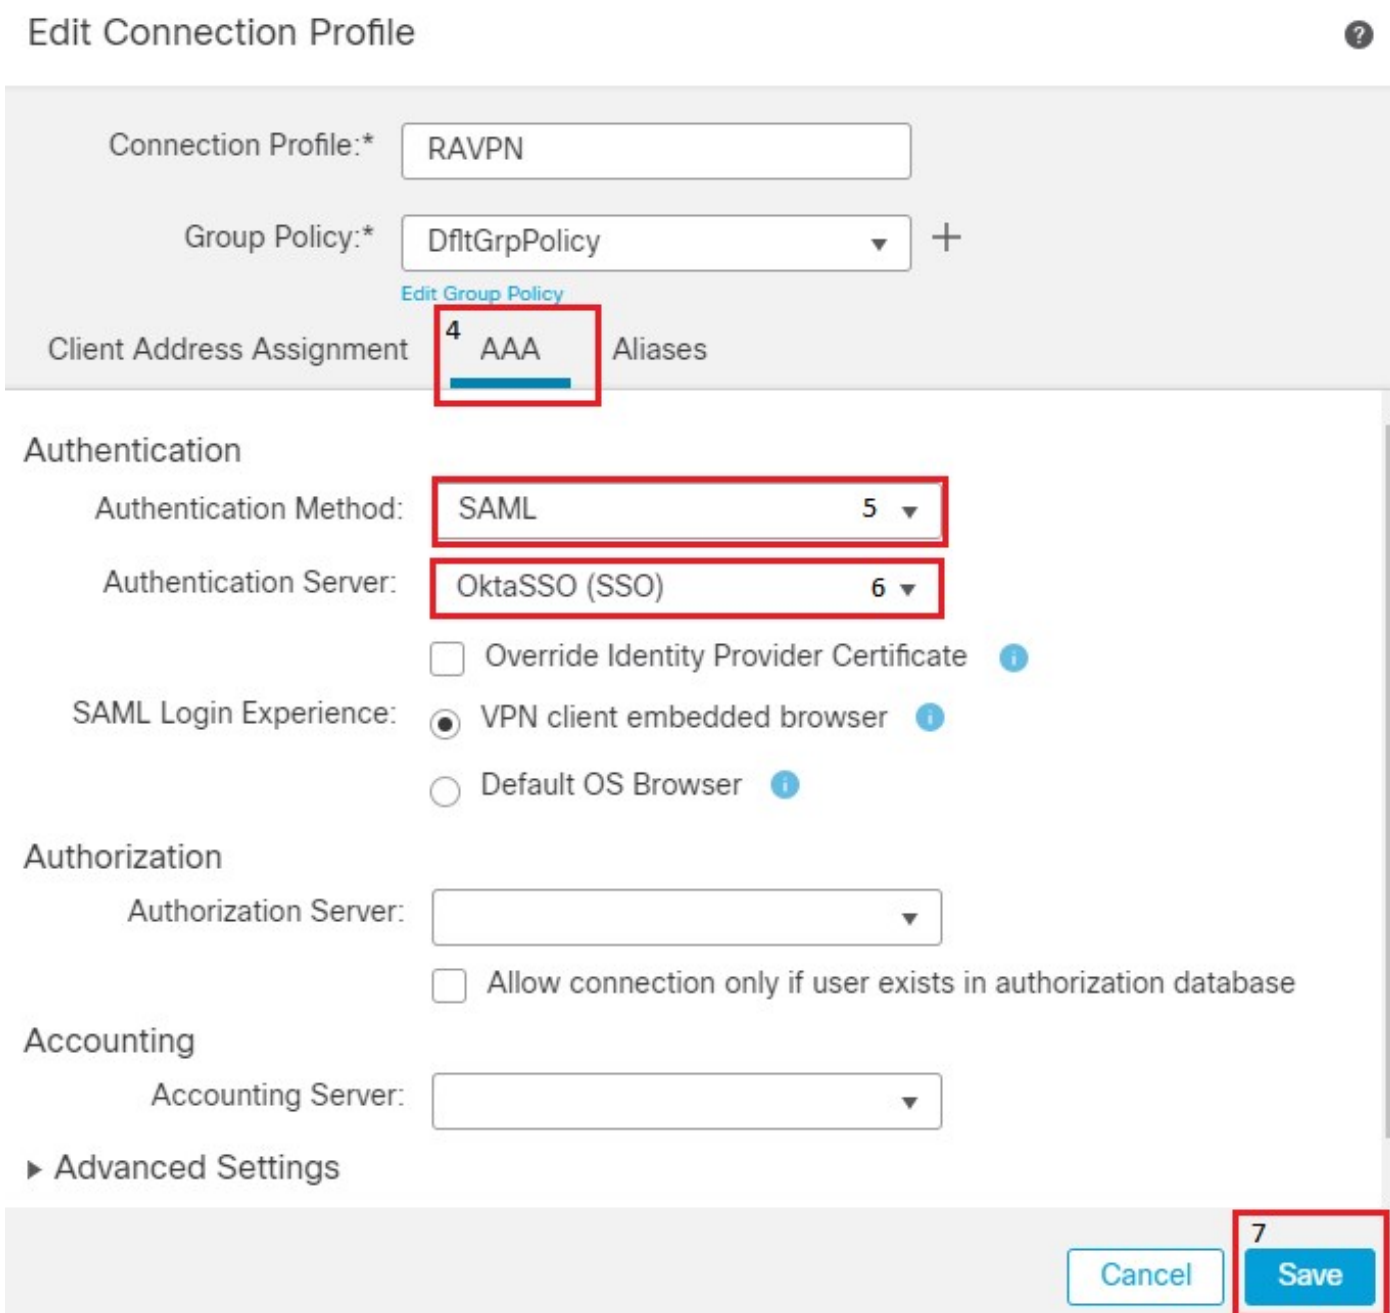 Edit Connection Profile
?
Connection Profile:* RAVPN
Group Policy:* DfltGrpPolicy +
Edit Group Policy
Client Address Assignment 4 AAA Aliases
Authentication
Authentication Method: SAML 5
Authentication Server: OktaSSO (SSO) 6
Override Identity Provider Certificate i
SAML Login Experience: VPN client embedded browser i
Default OS Browser i
Authorization
Authorization Server:
Allow connection only if user exists in authorization database
Accounting
Accounting Server:
Advanced Settings
7
Cancel Save